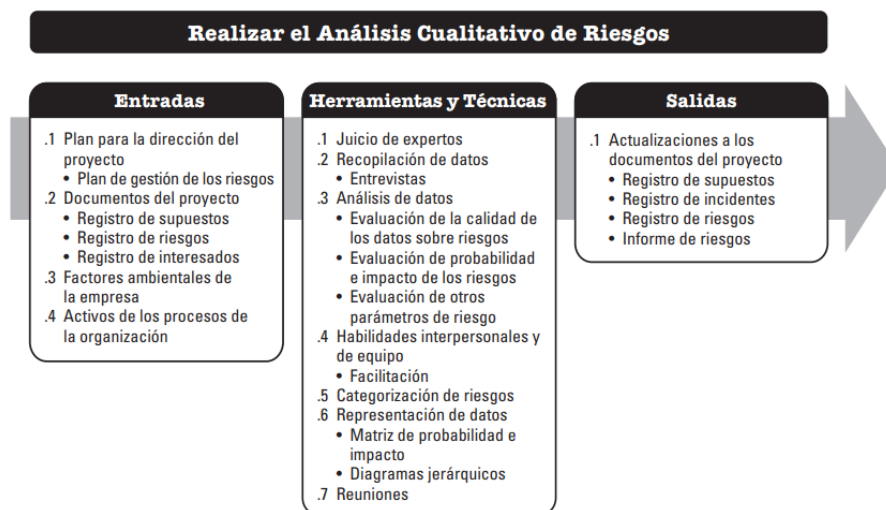 Realizar el Análisis Cualitativo de Riesgos
Entradas
.1 Plan para la dirección del
proyecto
• Plan de gestión de los riesgos
.2 Documentos del proyecto
• Registro de supuestos
• Registro de riesgos
• Registro de interesados
.3 Factores ambientales de
la empresa
.4 Activos de los procesos de
la organización
Herramientas y Técnicas
.1 Juicio de expertos
.2 Recopilación de datos
• Entrevistas
.3 Análisis de datos
• Evaluación de la calidad de
los datos sobre riesgos
• Evaluación de probabilidad
e impacto de los riesgos
• Evaluación de otros
parámetros de riesgo
.4 Habilidades interpersonales y
de equipo
• Facilitación
.5 Categorización de riesgos
.6 Representación de datos
• Matriz de probabilidad e
impacto
• Diagramas jerárquicos
.7 Reuniones
Salidas
.1 Actualizaciones a los
documentos del proyecto
• Registro de supuestos
• Registro de incidentes
• Registro de riesgos
• Informe de riesgos